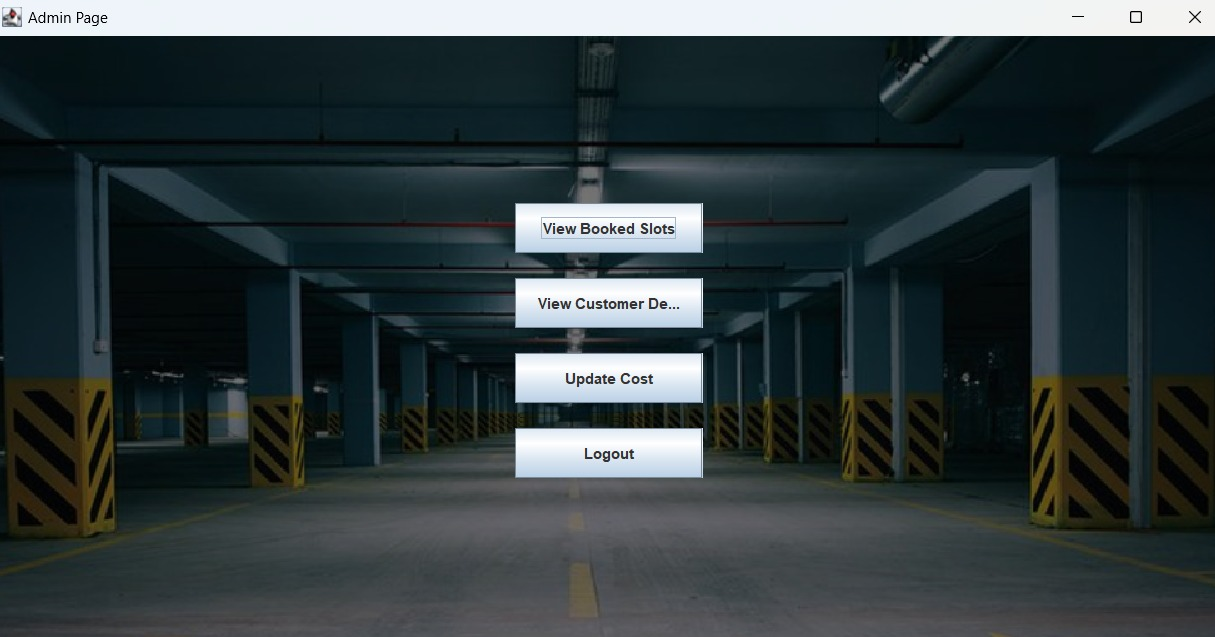 Admin Page
View Booked Slots
View Customer De...
Update Cost
Logout